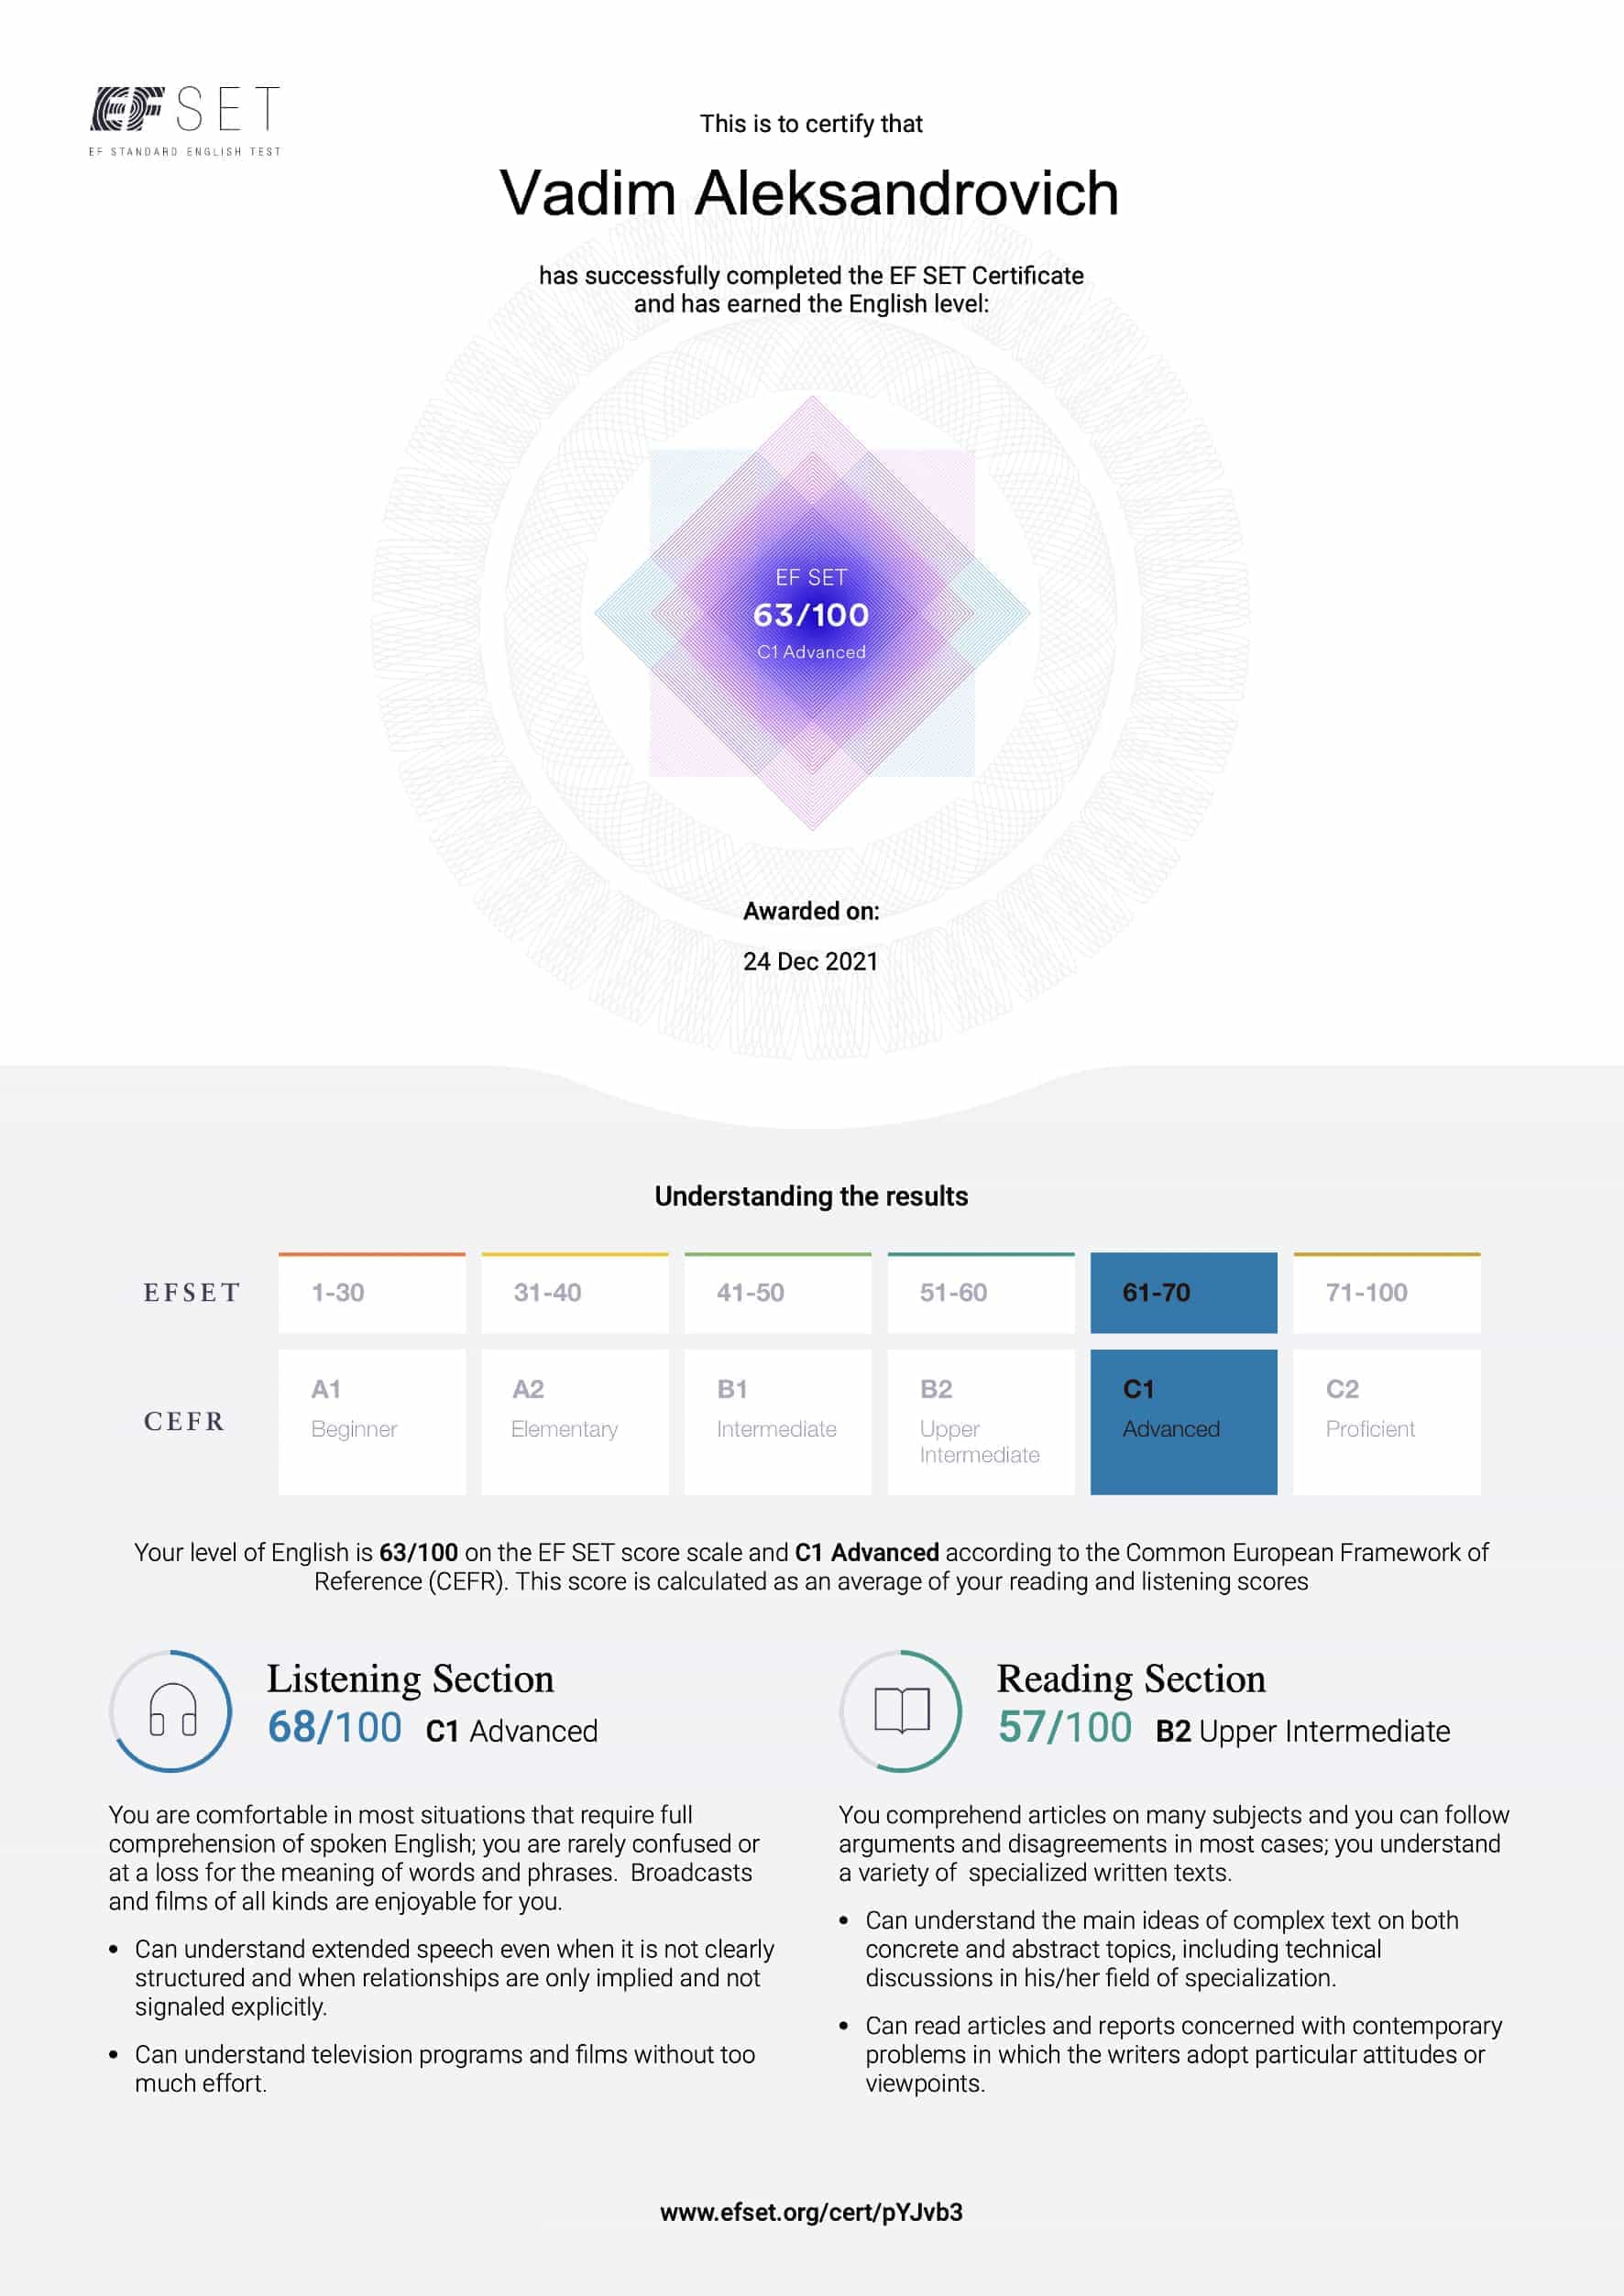 EF SET
EF STANDARD ENGLISH TEST
This is to certify that
Vadim Aleksandrovich
has successfully completed the EF SET Certificate
and has earned the English level:
EF SET
63/100
C1 Advanced
Awarded on:
24 Dec 2021
Understanding the results
EFSET 1-30 31-40 41-50 51-60 61-70 71-100
CEFR
A1 A2 B1 B2 C1 C2
Beginner Elementary Intermediate Upper Intermediate Advanced Proficient
Your level of English is 63/100 on the EF SET score scale and C1 Advanced according to the Common European Framework of
Reference (CEFR). This score is calculated as an average of your reading and listening scores
Listening Section
68/100 C1 Advanced
You are comfortable in most situations that require full
comprehension of spoken English; you are rarely confused or
at a loss for the meaning of words and phrases. Broadcasts
and films of all kinds are enjoyable for you.
• Can understand extended speech even when it is not clearly
structured and when relationships are only implied and not
signaled explicitly.
• Can understand television programs and films without too
much effort.
Reading Section
57/100 B2 Upper Intermediate
You comprehend articles on many subjects and you can follow
arguments and disagreements in most cases; you understand
a variety of specialized written texts.
• Can understand the main ideas of complex text on both
concrete and abstract topics, including technical
discussions in his/her field of specialization.
• Can read articles and reports concerned with contemporary
problems in which the writers adopt particular attitudes or
viewpoints.
www.efset.org/cert/pYJvb3